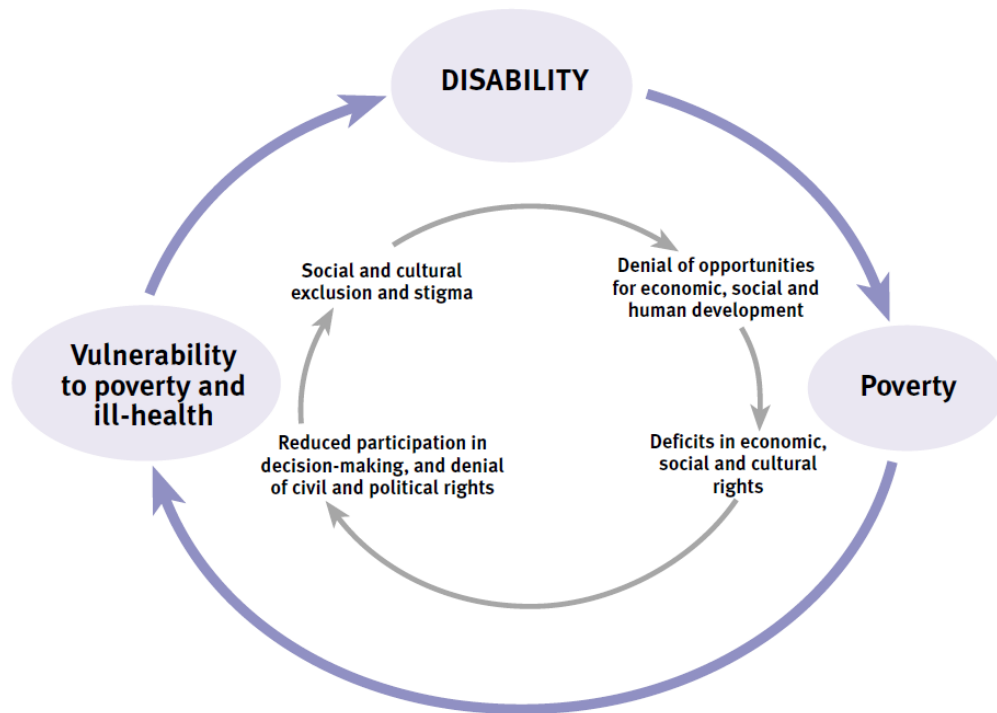 DISABILITY
Social and cultural
exclusion and stigma
Denial of opportunities
for economic, social and
human development
Vulnerability
to poverty and
ill-health
Poverty
Reduced participation in
decision-making, and denial
of civil and political rights
Deficits in economic,
social and cultural
rights